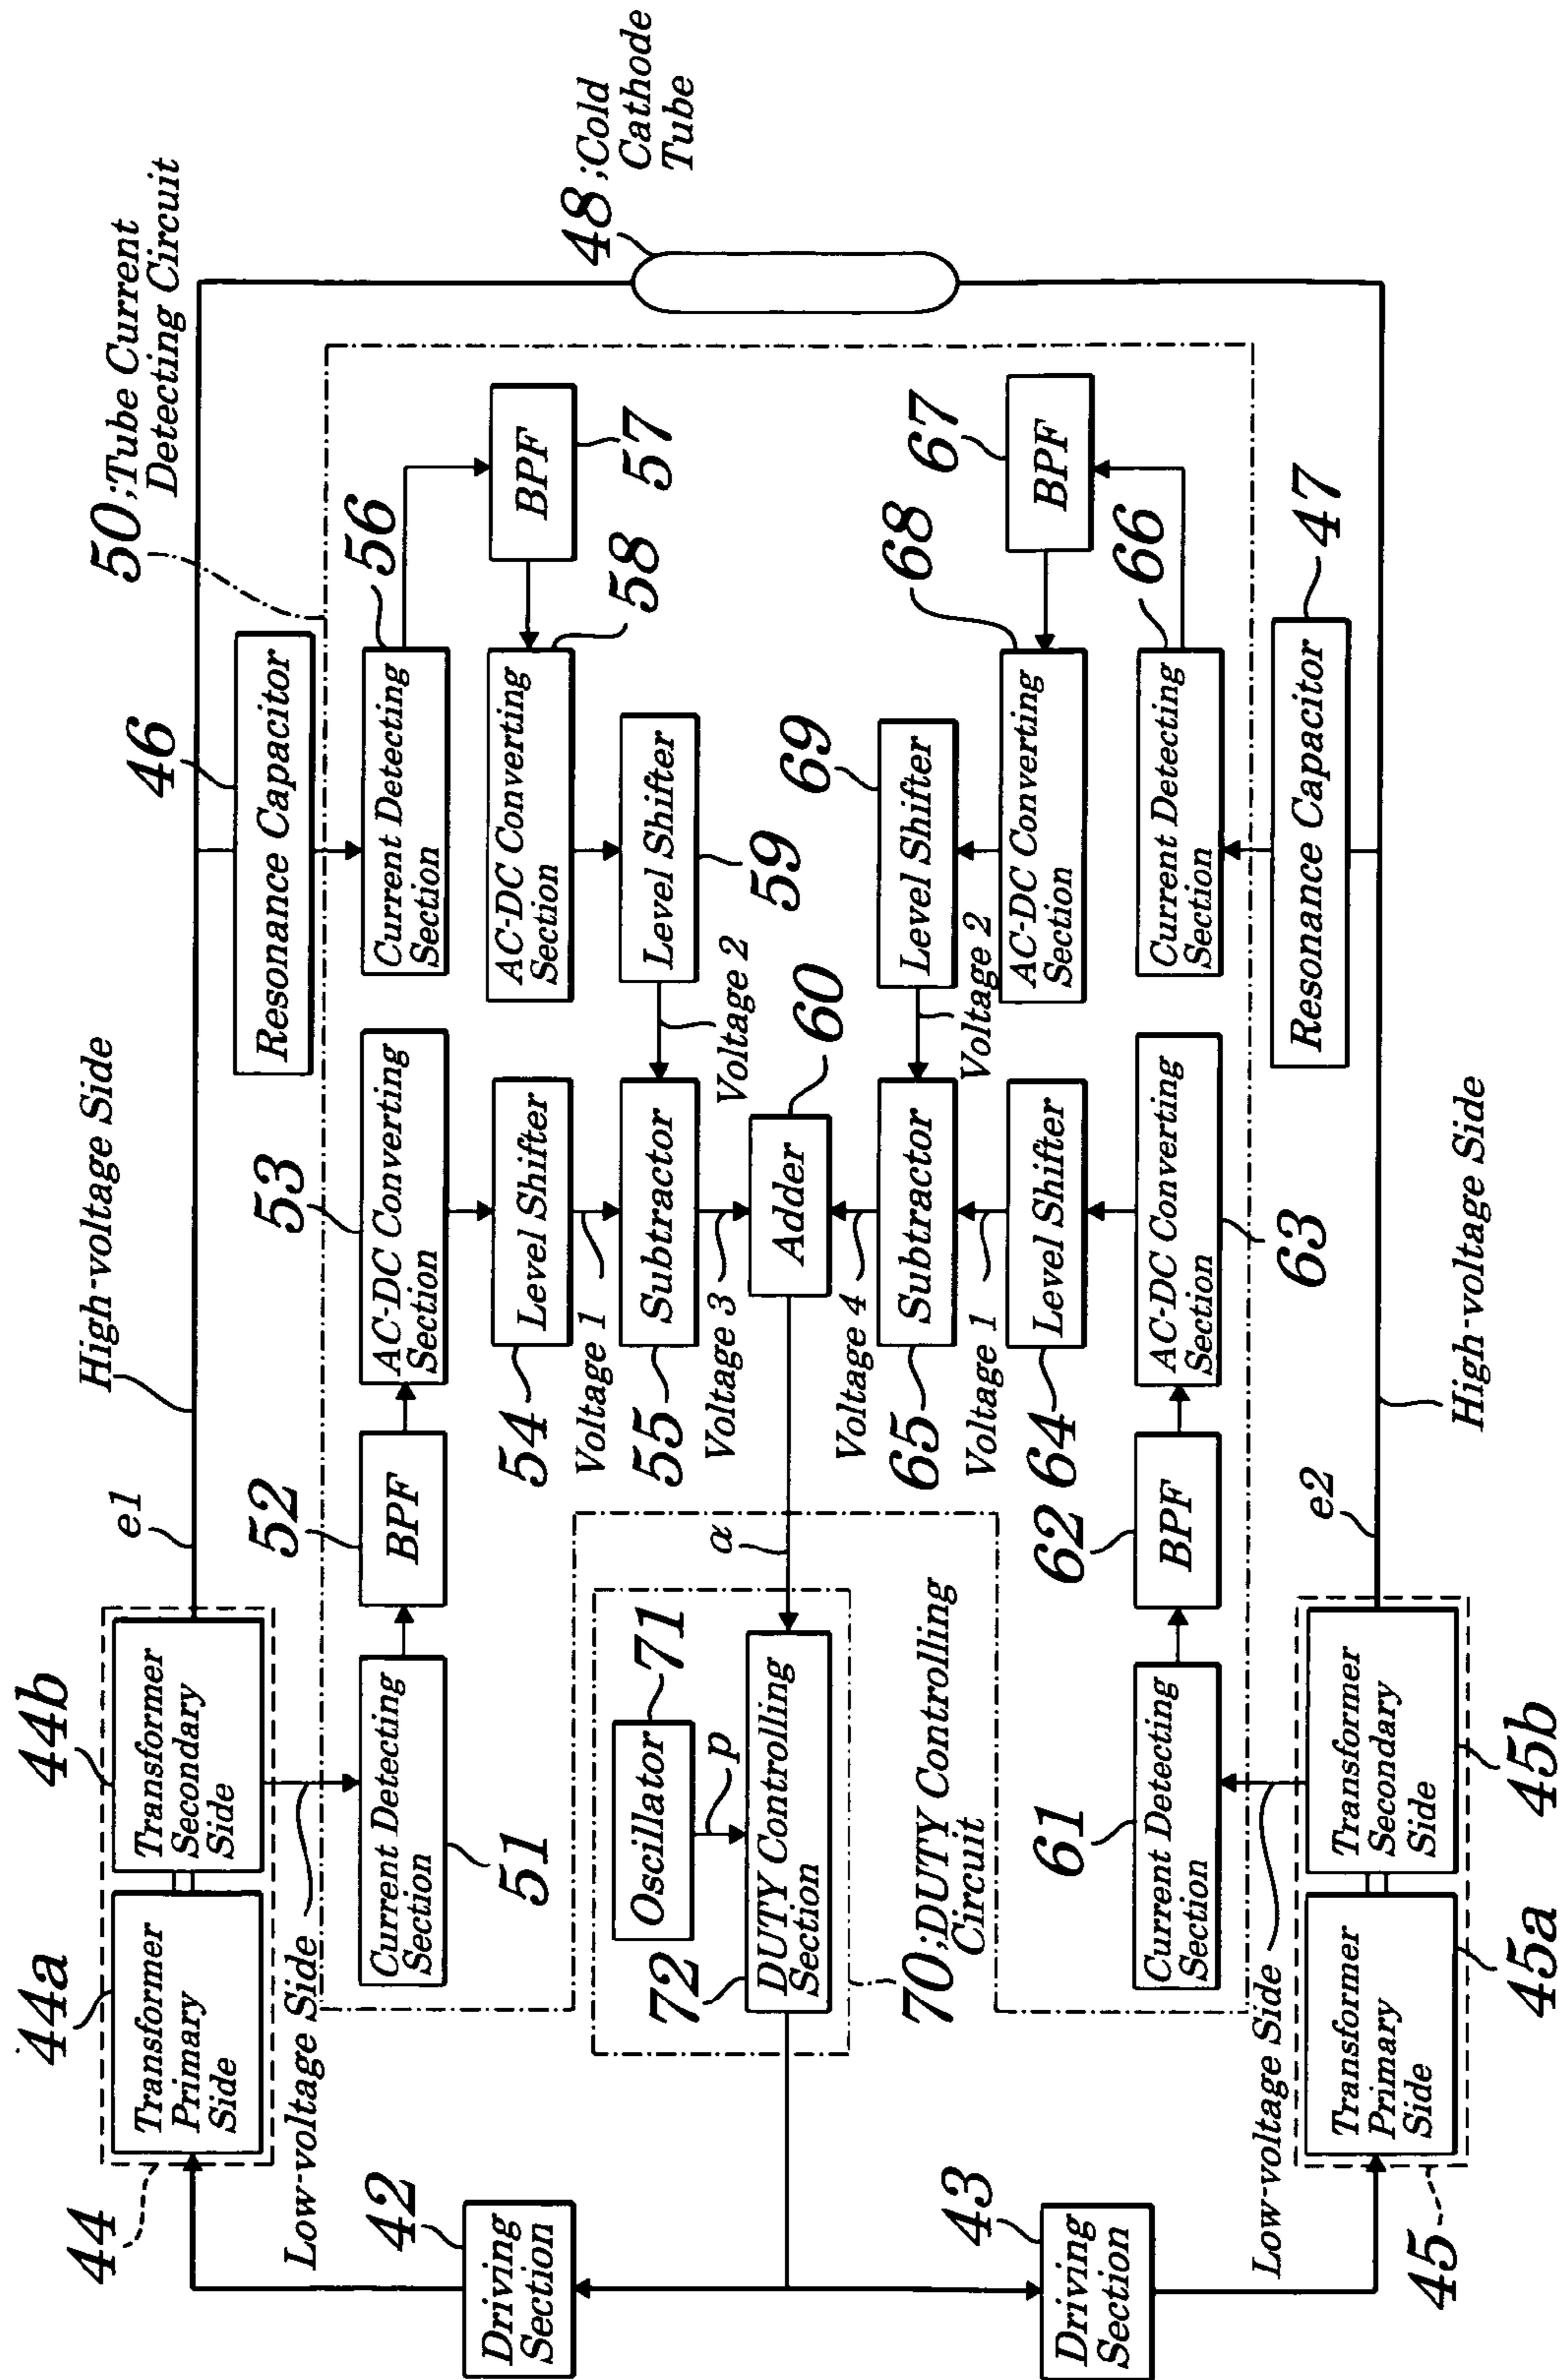 44
44a
Transformer
Primary
Side
44b
Transformer
Secondary
Side
e1
High-voltage Side
46
Resonance Capacitor
50;Tube Current
Detecting Circuit
Low-voltage Side
51
Current Detecting
Section
52
BPF
53
AC-DC Converting
Section
56
Current Detecting
Section
57
BPF
54
Level Shifter
58
AC-DC Converting
Section
Voltage 1
55
Subtractor
59
Level Shifter
Voltage 2
Voltage 3
48;Cold
Cathode
Tube
42
Driving
Section
71
Oscillator
p
72
DUTY Controlling
Section
70;DUTY Controlling
Circuit
α
60
Adder
Voltage 4
65
Subtractor
Voltage 2
69
Level Shifter
Voltage 1
64
Level Shifter
68
AC-DC Converting
Section
67
BPF
43
Driving
Section
61
Current Detecting
Section
62
BPF
63
AC-DC Converting
Section
66
Current Detecting
Section
Low-voltage Side
47
Resonance Capacitor
45
45a
Transformer
Primary
Side
45b
Transformer
Secondary
Side
e2
High-voltage Side